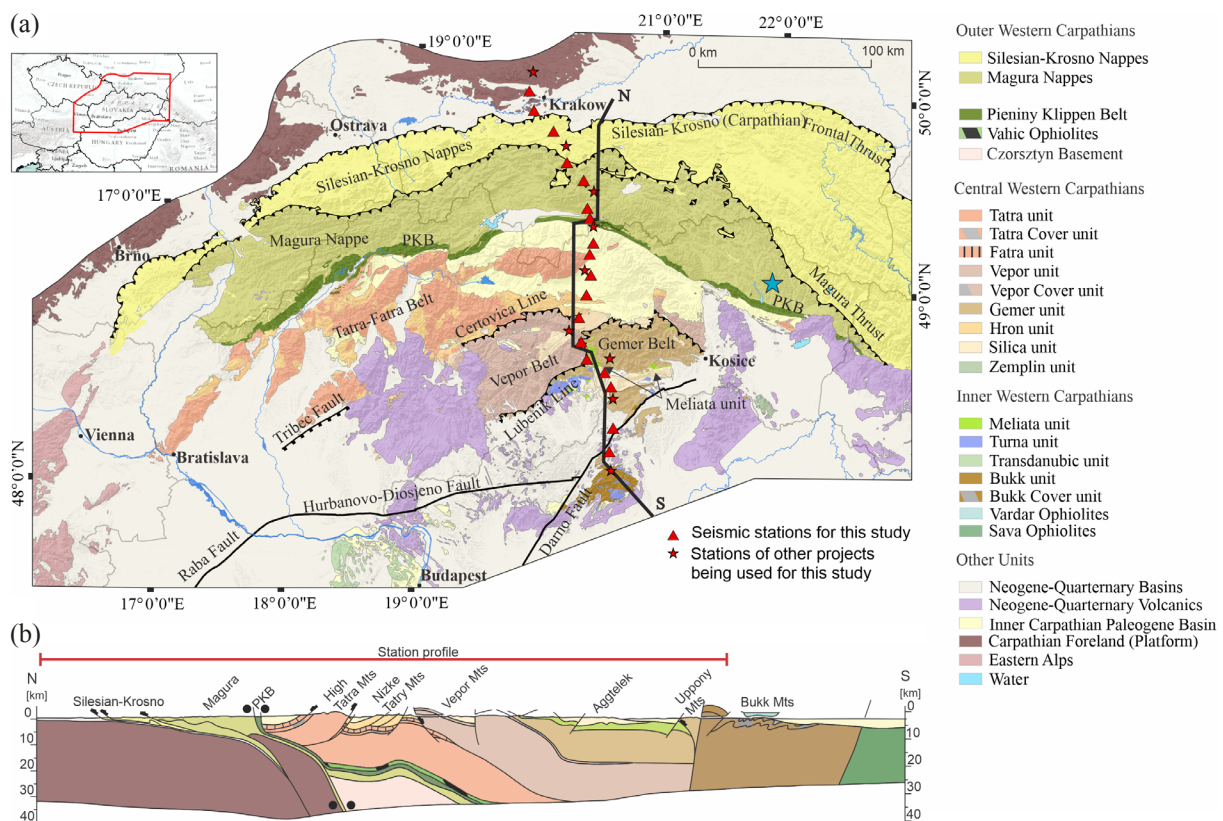 (a)
19°0'0"E
21°0'0"E
22°0'0"E
0 km
100 km
50°0'0"N
49°0'0"N
48°0'0"N
17°0'0"E
17°0'0"E
18°0'0"E
19°0'0"E
CZECH REPUBLIC
SLOVAKIA
AUSTRIA
HUNGARY
ROMANIA
Prague
Bratislava
Budapest
Zagreb
Krakow
N
Ostrava
Silesian-Krosno (Carpathian) Frontal Thrust
Silesian-Krosno Nappes
Magura Nappe
PKB
Brno
Magura Thrust
PKB
Tatra-Fatra Belt
Certovica Line
Gemer Belt
Kosice
Vepor Belt
Lubenik Line
Meliata unit
Tribec Fault
Vienna
Bratislava
Hurbanovo-Diosjeno Fault
Raba Fault
Darno Fault
S
Budapest
Seismic stations for this study
Stations of other projects
being used for this study
Outer Western Carpathians
Silesian-Krosno Nappes
Magura Nappes
Pieniny Klippen Belt
Vahic Ophiolites
Czorsztyn Basement
Central Western Carpathians
Tatra unit
Tatra Cover unit
Fatra unit
Vepor unit
Vepor Cover unit
Gemer unit
Hron unit
Silica unit
Zemplin unit
Inner Western Carpathians
Meliata unit
Turna unit
Transdanubic unit
Bukk unit
Bukk Cover unit
Vardar Ophiolites
Sava Ophiolites
Other Units
Neogene-Quarternary Basins
Neogene-Quarternary Volcanics
Inner Carpathian Paleogene Basin
Carpathian Foreland (Platform)
Eastern Alps
Water
(b)
Station profile
N
[km]
0
10
20
30
40
S
[km]
0
10
20
30
40
Silesian-Krosno
Magura
PKB
High
Tatra Mts
Nizke
Tatry Mts
Vepor Mts
Aggtelek
Uppony
Mts
Bukk Mts